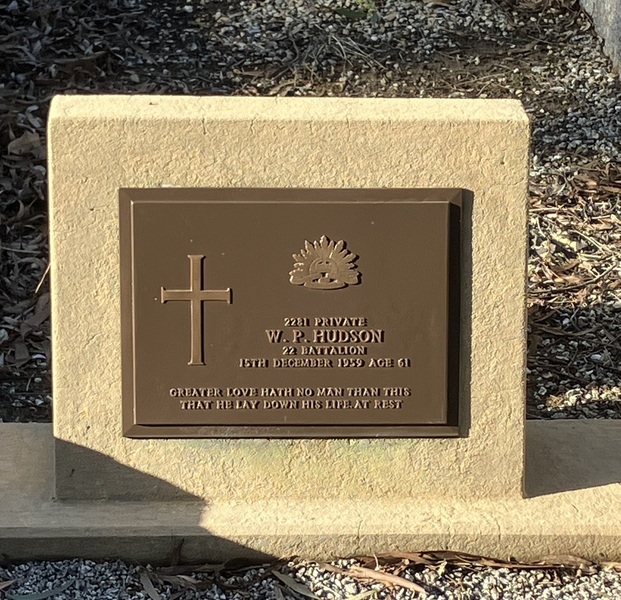 2281 PRIVATE
W. P. HUDSON
22 BATTALION
15TH DECEMBER 1959 AGE 61
GREATER LOVE HATH NO MAN THAN THIS
THAT HE LAY DOWN HIS LIFE. AT REST